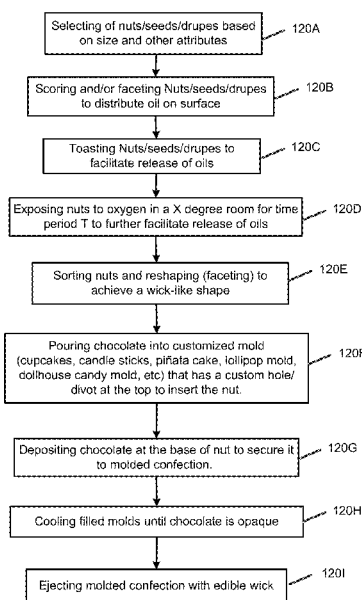 Selecting of nuts/seeds/drupes based
on size and other attributes
120A
Scoring and/or faceting Nuts/seeds/drupes
to distribute oil on surface
120B
Toasting Nuts/seeds/drupes to
facilitate release of oils
120C
Exposing nuts to oxygen in a X degree room for time
period T to further facilitate release of oils
120D
Sorting nuts and reshaping (faceting) to
achieve a wick-like shape
120E
Pouring chocolate into customized mold
(cupcakes, candle sticks, piñata cake, lollipop mold,
dollhouse candy mold, etc) that has a custom hole/
divot at the top to insert the nut.
120F
Depositing chocolate at the base of nut to secure it
to molded confection.
120G
Cooling filled molds until chocolate is opaque
120H
Ejecting molded confection with edible wick
120I